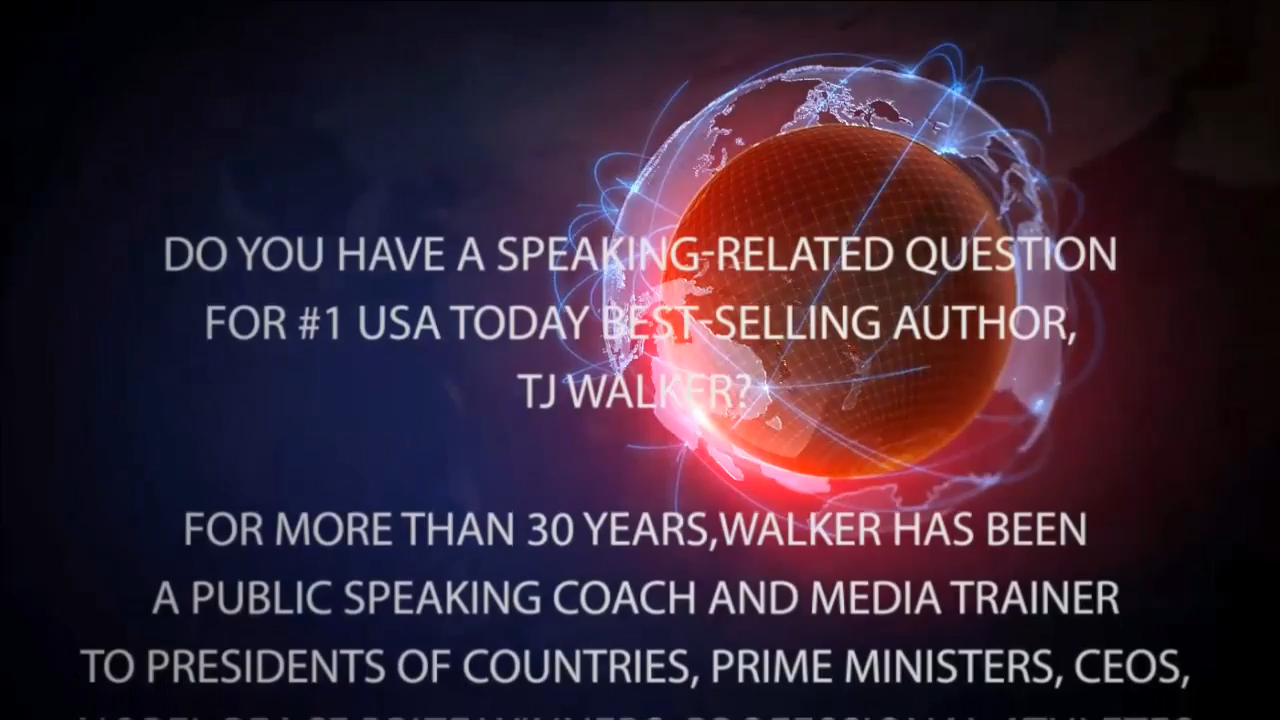 DO YOU HAVE A SPEAKING-RELATED QUESTION
FOR #1 USA TODAY BEST-SELLING AUTHOR,
TJ WALKER?
FOR MORE THAN 30 YEARS,WALKER HAS BEEN
A PUBLIC SPEAKING COACH AND MEDIA TRAINER
TO PRESIDENTS OF COUNTRIES, PRIME MINISTERS, CEOS,